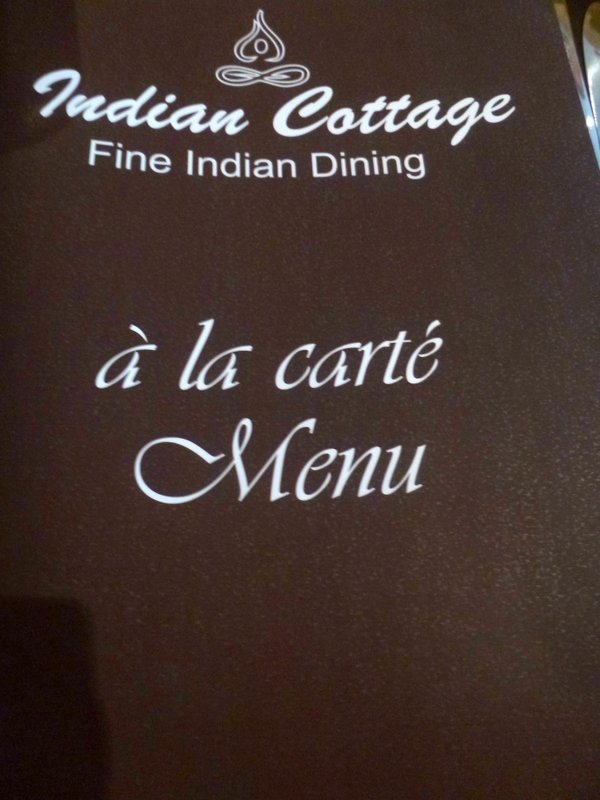 Indian Cottage
Fine Indian Dining
à la carté
Menu